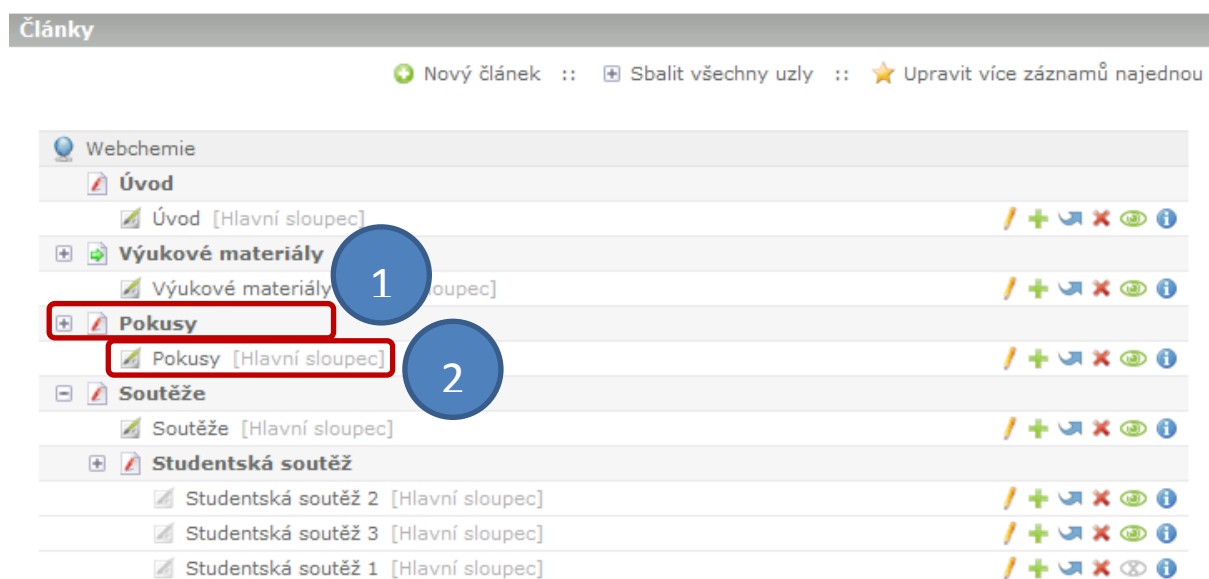 Články
Nový článek :: Sbalit všechny uzly :: Upravit více záznamů najednou
Webchemie
Úvod
Úvod [Hlavní sloupec]
Výukové materiály
1
Výukové materiály oupec]
Pokusy
Pokusy [Hlavní sloupec]
2
Soutěže
Soutěže [Hlavní sloupec]
Studentská soutěž
Studentská soutěž 2 [Hlavní sloupec]
Studentská soutěž 3 [Hlavní sloupec]
Studentská soutěž 1 [Hlavní sloupec]